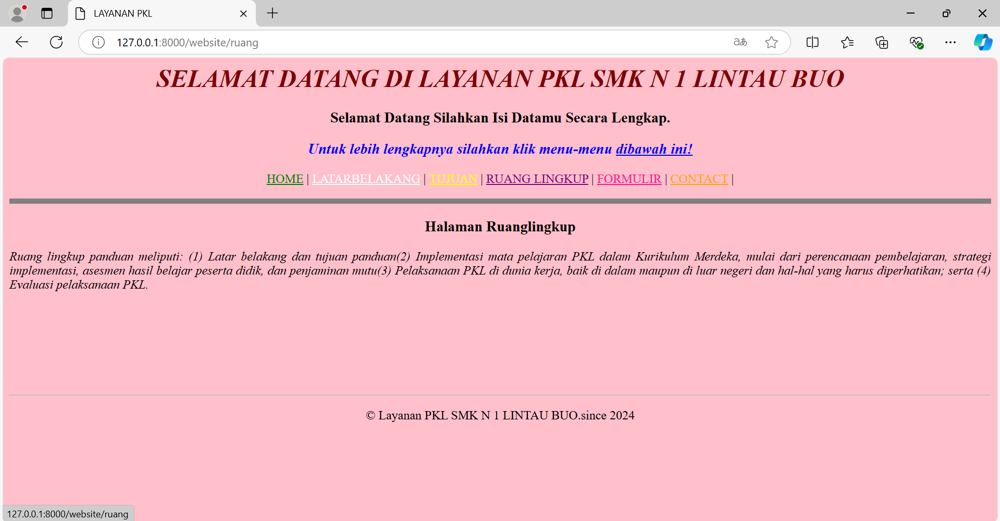 LAYANAN PKL
127.0.0.1:8000/website/ruang
aあ
SELAMAT DATANG DI LAYANAN PKL SMK N 1 LINTAU BUO
Selamat Datang Silahkan Isi Datamu Secara Lengkap.
Untuk lebih lengkapnya silahkan klik menu-menu dibawah ini!
HOME | LATARBELAKANG | TUJUAN | RUANG LINGKUP | FORMULIR | CONTACT |
Halaman Ruanglingkup
Ruang lingkup panduan meliputi: (1) Latar belakang dan tujuan panduan(2) Implementasi mata pelajaran PKL dalam Kurikulum Merdeka, mulai dari perencanaan pembelajaran, strategi
implementasi, asesmen hasil belajar peserta didik, dan penjaminan mutu(3) Pelaksanaan PKL di dunia kerja, baik di dalam maupun di luar negeri dan hal-hal yang harus diperhatikan; serta (4)
Evaluasi pelaksanaan PKL.
© Layanan PKL SMK N 1 LINTAU BUO.since 2024
127.0.0.1:8000/website/ruang